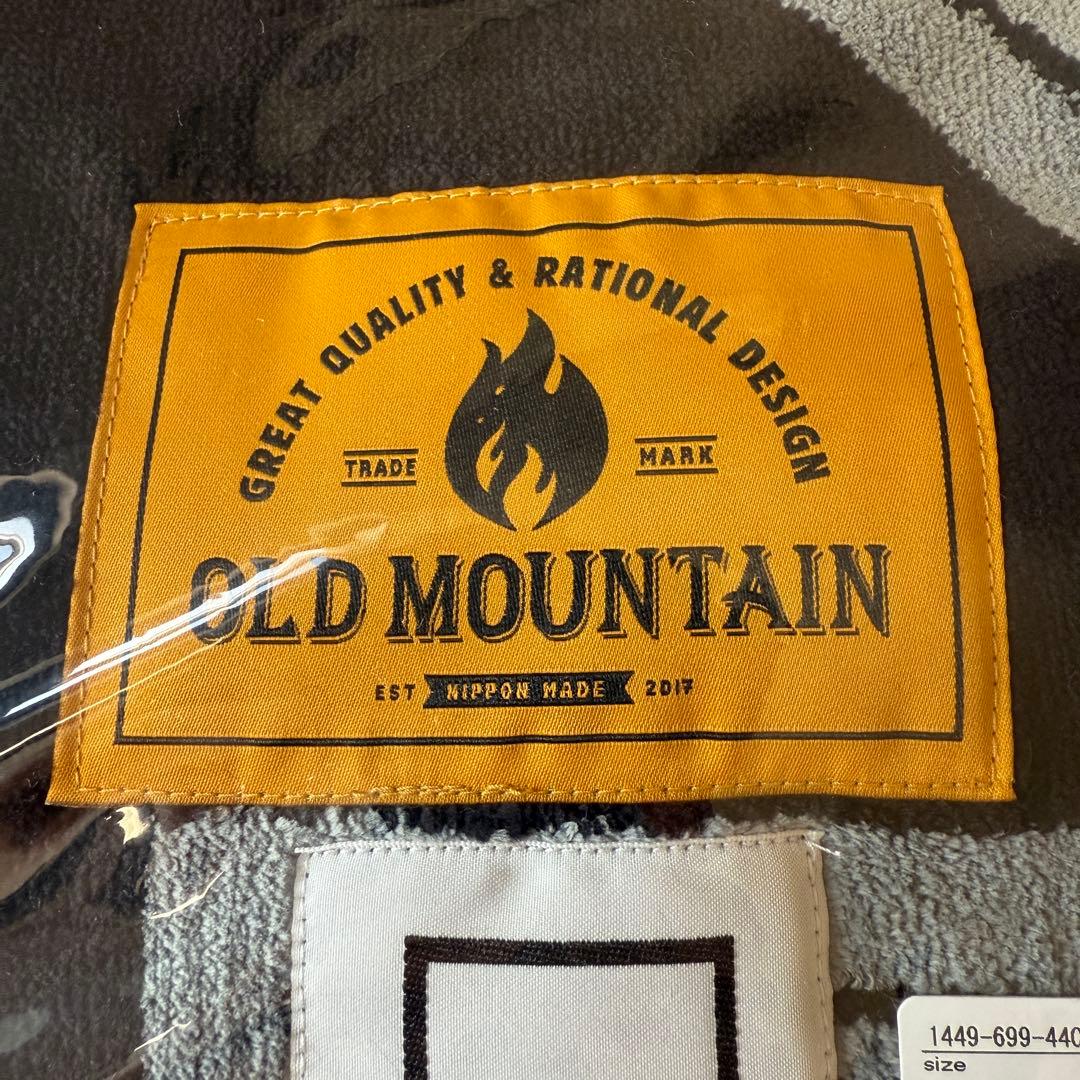 GREAT QUALITY & RATIONAL DESIGN
TRADE MARK
OLD MOUNTAIN
EST NIPPON MADE 2017
1449-699-440
size